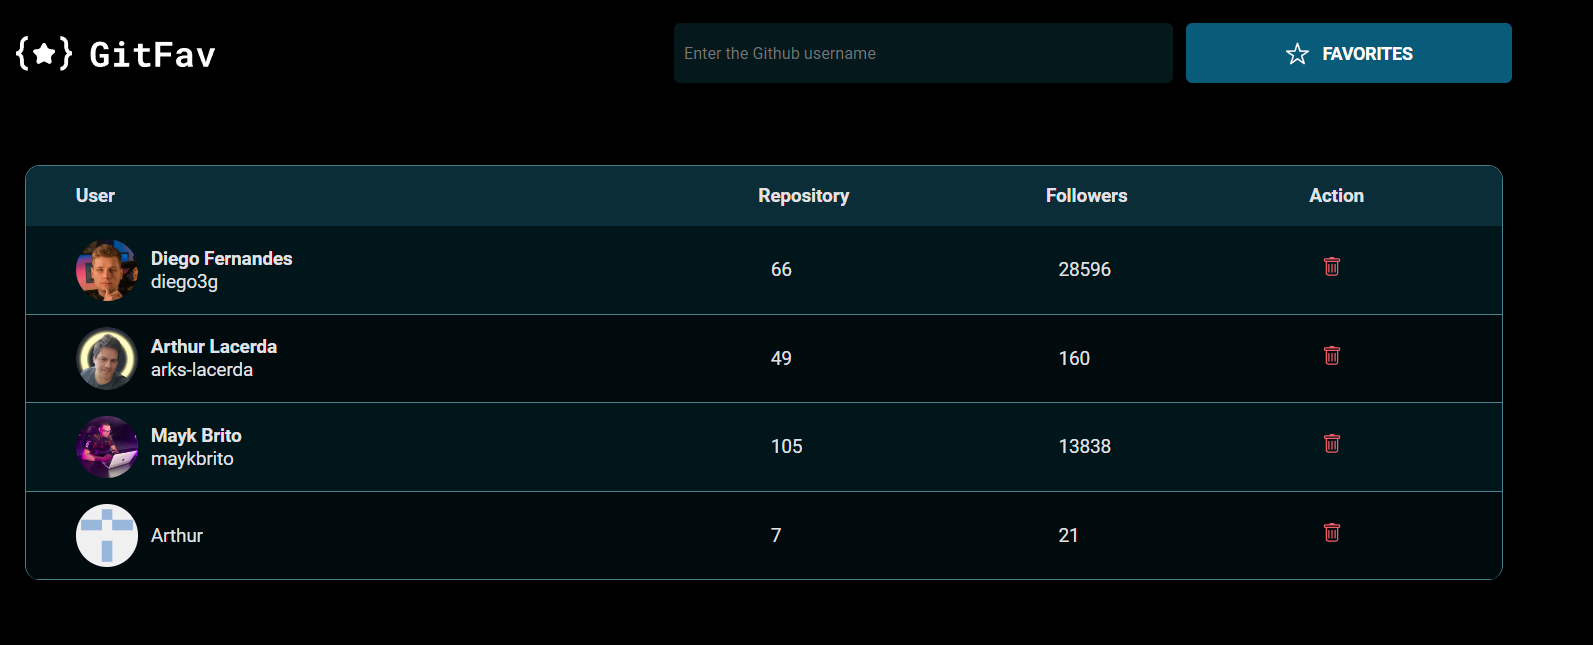 {★} GitFav
Enter the Github username
FAVORITES
User Repository Followers Action
Diego Fernandes
diego3g
66 28596
Arthur Lacerda
arks-lacerda
49 160
Mayk Brito
maykbrito
105 13838
Arthur 7 21